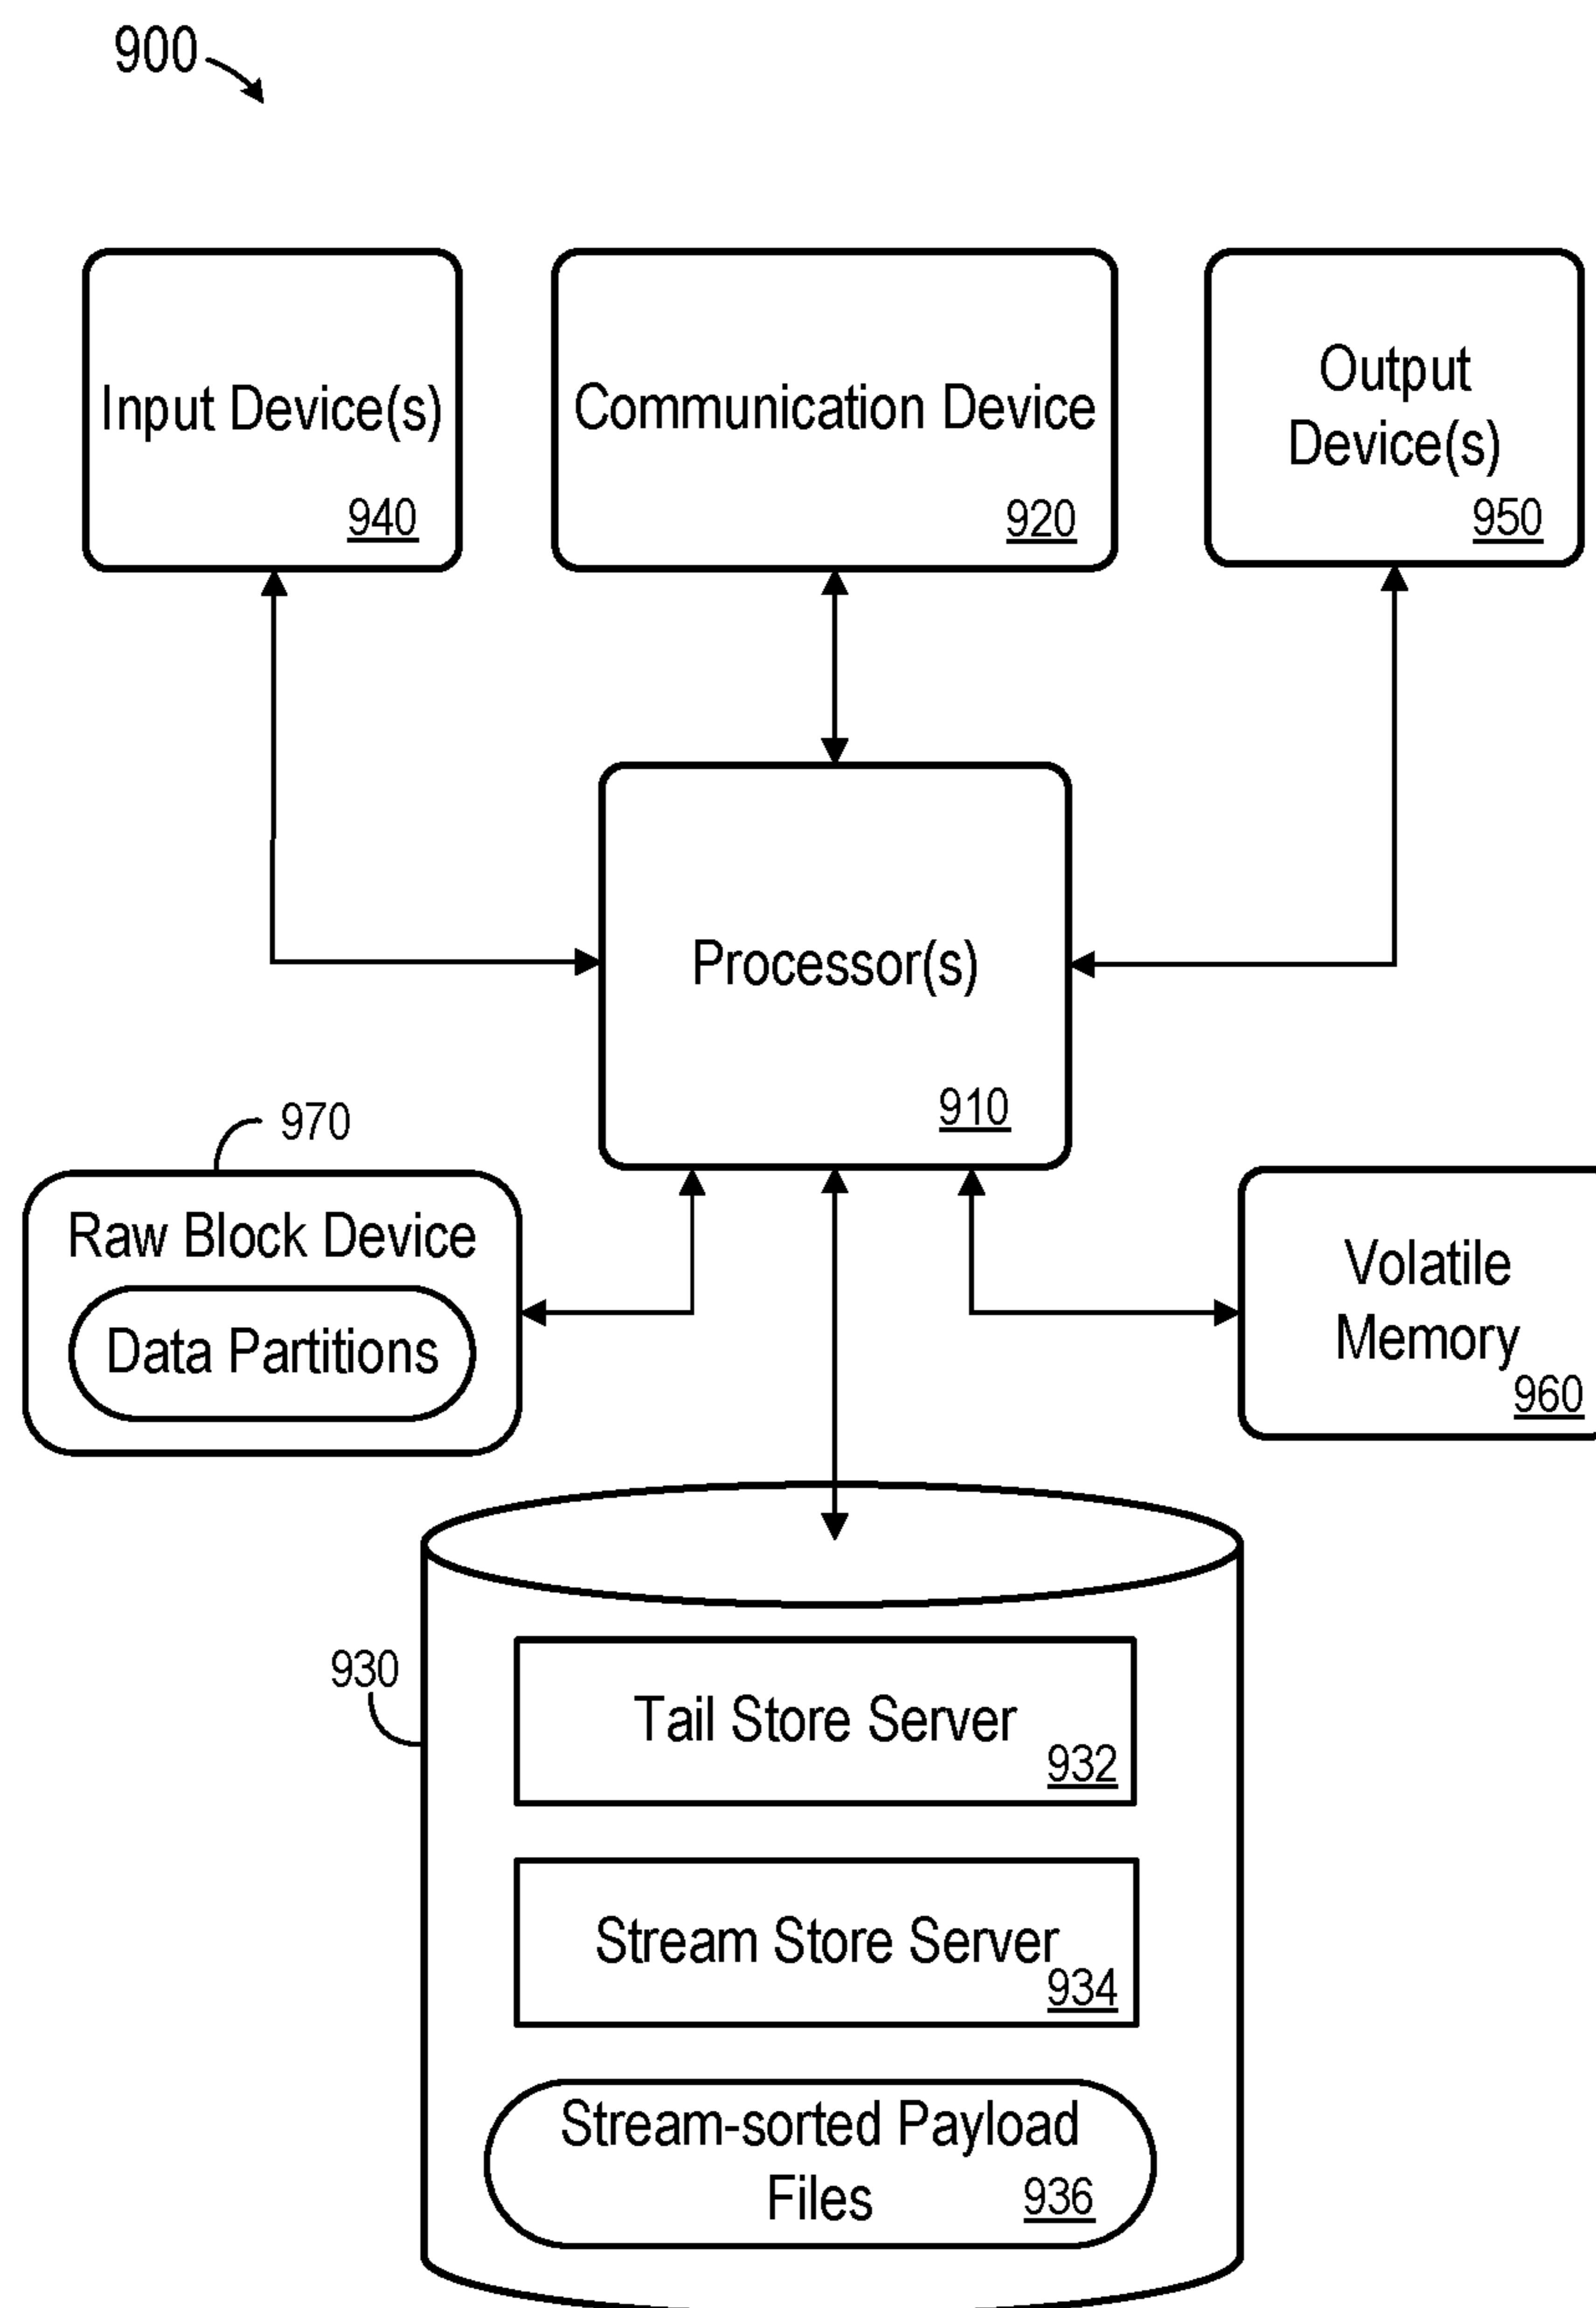 900
Input Device(s)
940
Communication Device
920
Output
Device(s)
950
Processor(s)
910
970
Raw Block Device
Data Partitions
Volatile
Memory
960
930
Tail Store Server
932
Stream Store Server
934
Stream-sorted Payload
Files
936